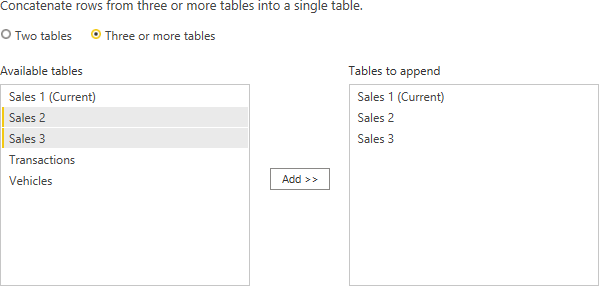 Concatenate rows from three or more tables into a single table.
Two tables Three or more tables
Available tables
Sales 1 (Current)
Sales 2
Sales 3
Transactions
Vehicles
Add >>
Tables to append
Sales 1 (Current)
Sales 2
Sales 3